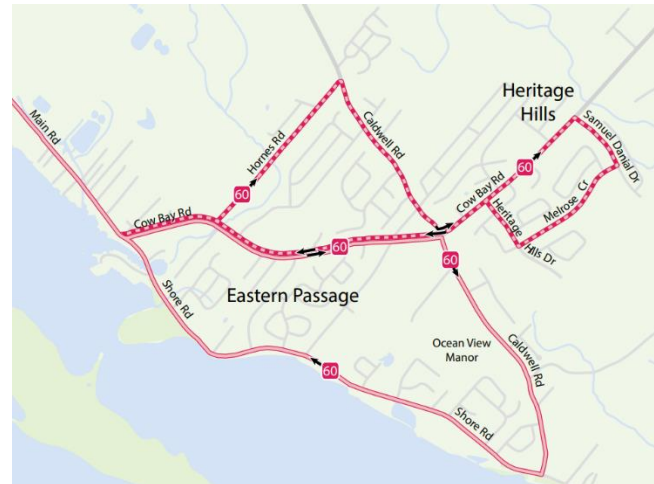 Heritage
Hills
Main Rd
Hornes Rd
Caldwell Rd
Samuel Danial Dr
60
60
Cow Bay Rd
Melrose Cr
Heritage
Hlls Dr
Cow Bay Rd
60
60
Eastern Passage
Shore Rd
Ocean View
Manor
Caldwell Rd
60
Shore Rd